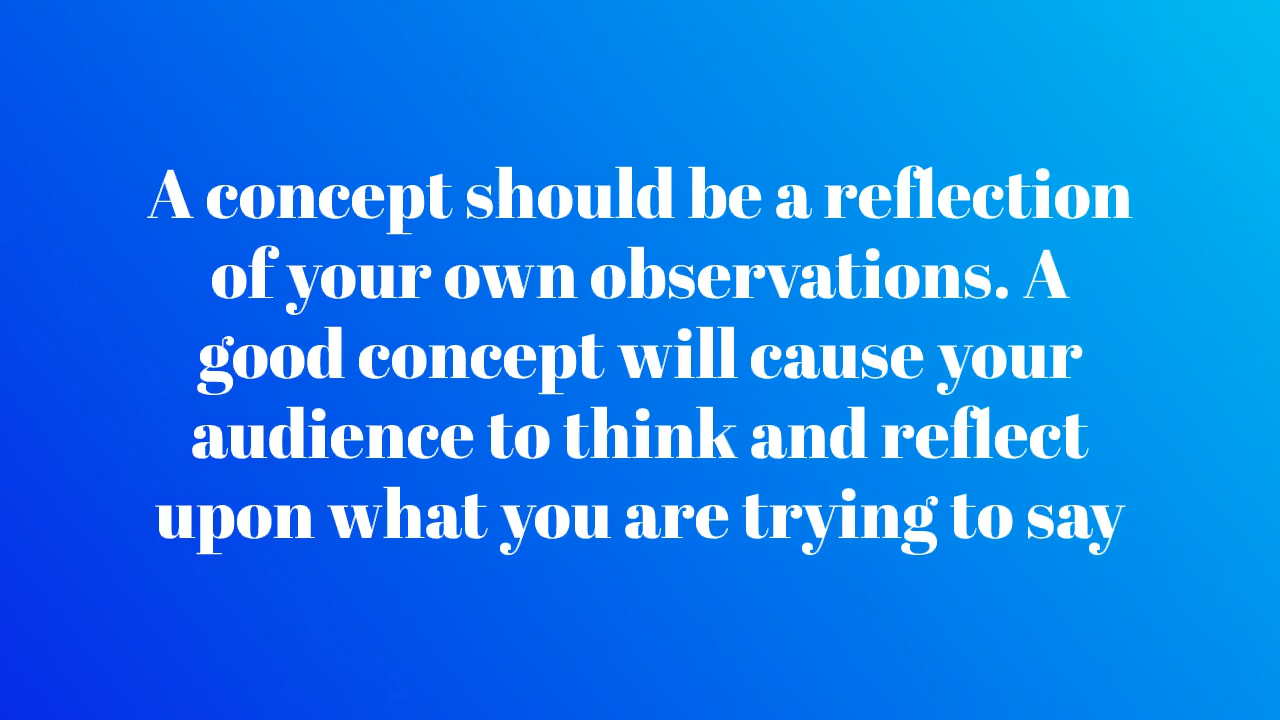 A concept should be a reflection
of your own observations. A
good concept will cause your
audience to think and reflect
upon what you are trying to say